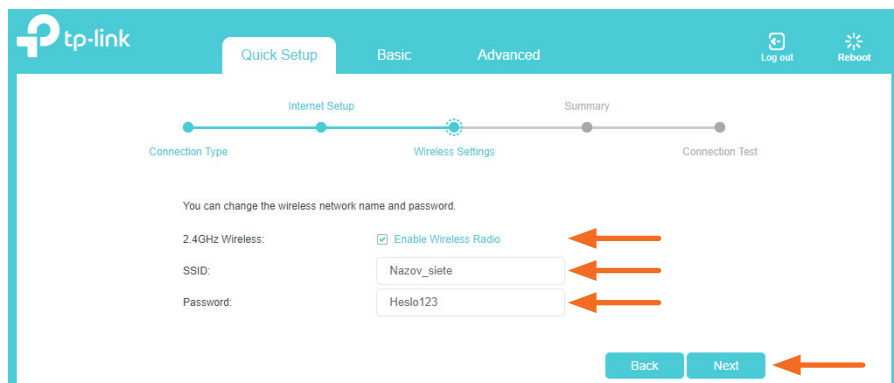 tp-link
Quick Setup
Basic
Advanced
Log out
Reboot
Internet Setup
Summary
Connection Type
Wireless Settings
Connection Test
You can change the wireless network name and password.
2.4GHz Wireless:
Enable Wireless Radio
SSID:
Nazov_siete
Password:
Heslo123
Back
Next